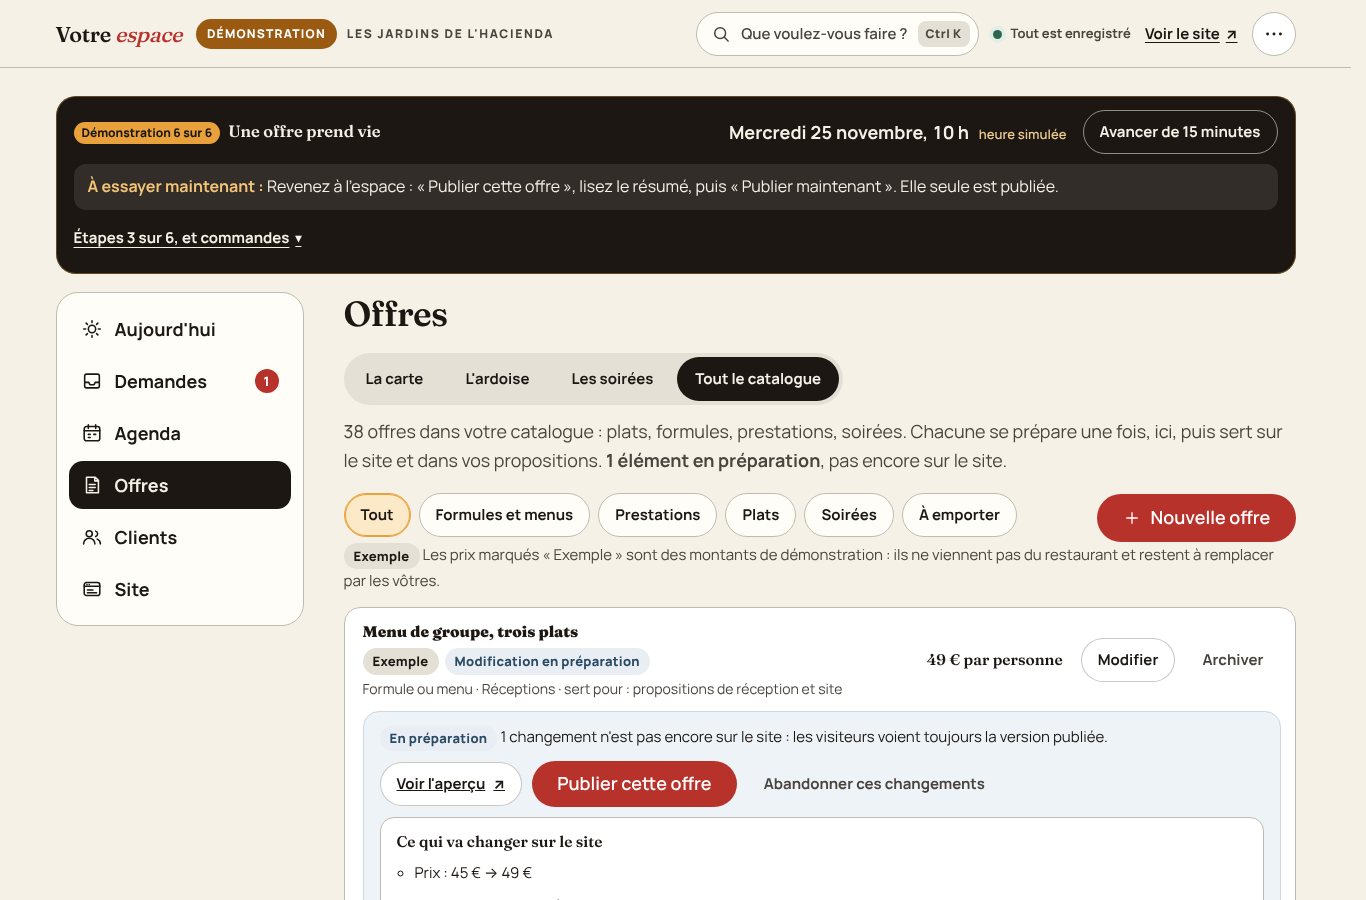 Votre espace
DÉMONSTRATION
LES JARDINS DE L'HACIENDA
Que voulez-vous faire ?
Ctrl K
Tout est enregistré
Voir le site ↗
···
Démonstration 6 sur 6
Une offre prend vie
Mercredi 25 novembre, 10 h
heure simulée
Avancer de 15 minutes
À essayer maintenant : Revenez à l'espace : « Publier cette offre », lisez le résumé, puis « Publier maintenant ». Elle seule est publiée.
Étapes 3 sur 6, et commandes ▾
Aujourd'hui
Demandes
1
Agenda
Offres
Clients
Site
Offres
La carte
L'ardoise
Les soirées
Tout le catalogue
38 offres dans votre catalogue : plats, formules, prestations, soirées. Chacune se prépare une fois, ici, puis sert sur
le site et dans vos propositions. 1 élément en préparation, pas encore sur le site.
Tout
Formules et menus
Prestations
Plats
Soirées
À emporter
+ Nouvelle offre
Exemple Les prix marqués « Exemple » sont des montants de démonstration : ils ne viennent pas du restaurant et restent à remplacer
par les vôtres.
Menu de groupe, trois plats
Exemple
Modification en préparation
Formule ou menu · Réceptions · sert pour : propositions de réception et site
49 € par personne
Modifier
Archiver
En préparation 1 changement n'est pas encore sur le site : les visiteurs voient toujours la version publiée.
Voir l'aperçu ↗
Publier cette offre
Abandonner ces changements
Ce qui va changer sur le site
Prix : 45 € → 49 €